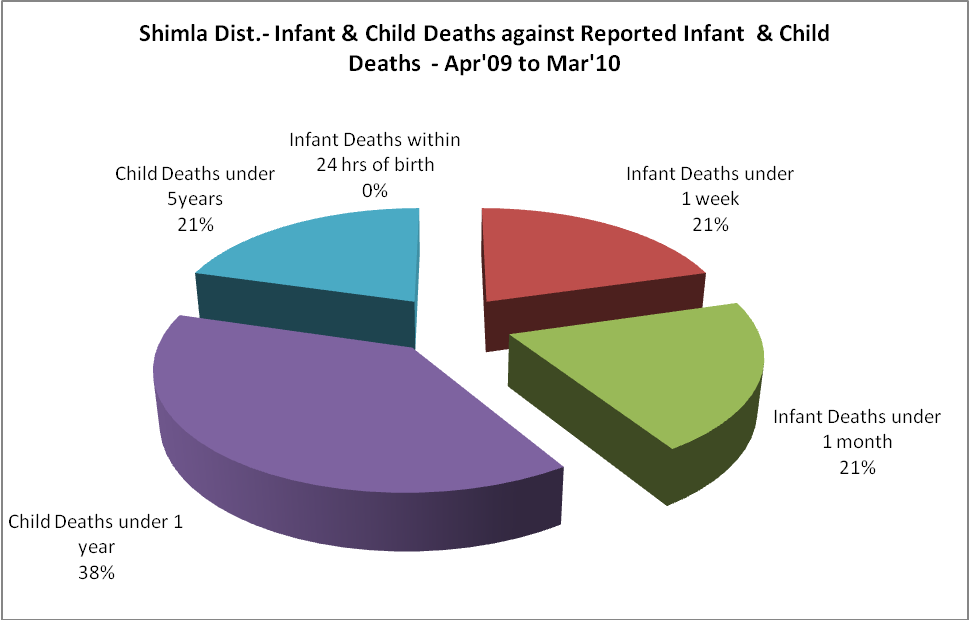 Shimla Dist.- Infant & Child Deaths against Reported Infant & Child
Deaths - Apr'09 to Mar'10
Infant Deaths within
24 hrs of birth
0%
Infant Deaths under
1 week
21%
Infant Deaths under
1 month
21%
Child Deaths under 1
year
38%
Child Deaths under
5years
21%